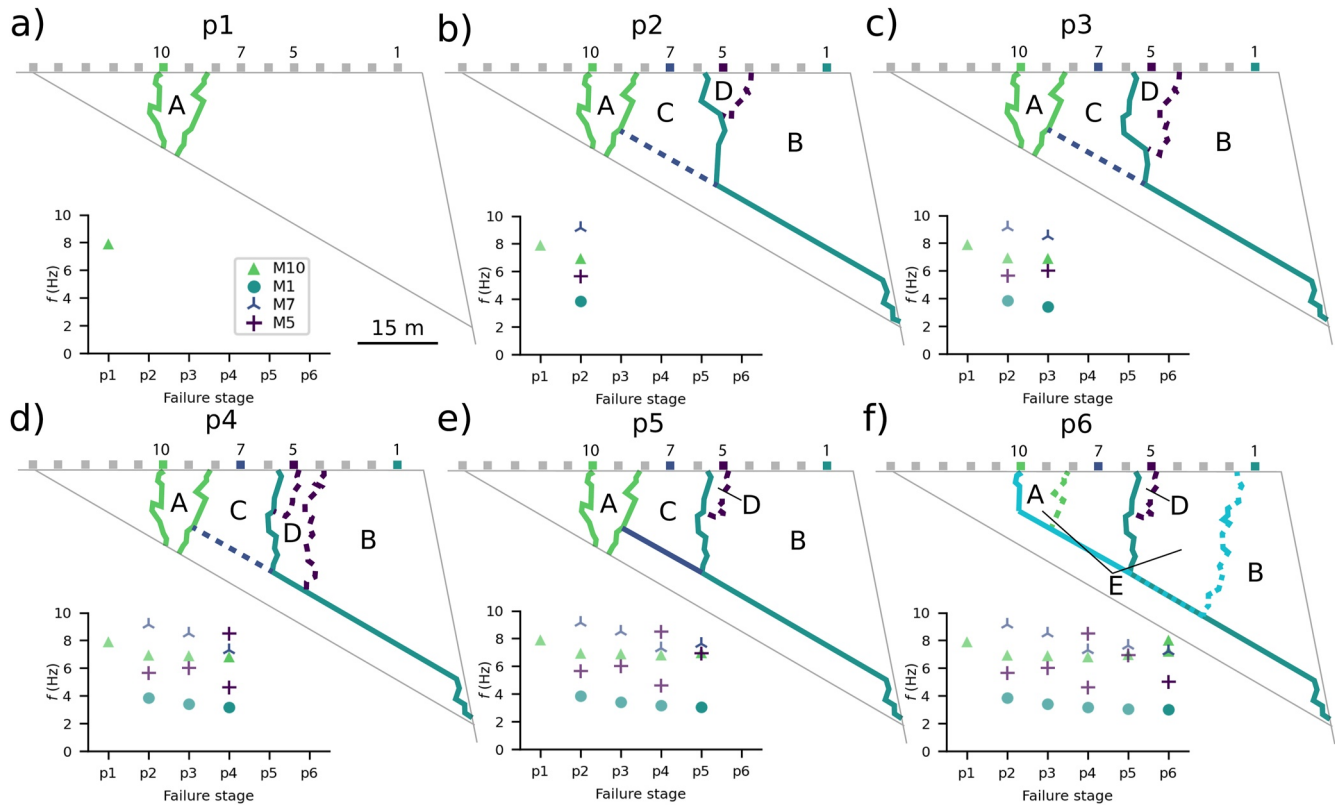 a) p1
10 7 5 1
A
10
8
6
4
2
0
f (Hz)
M10
M1
M7
M5
15 m
p1 p2 p3 p4 p5 p6
Failure stage
b) p2
10 7 5 1
A C D B
10
8
6
4
2
0
f (Hz)
p1 p2 p3 p4 p5 p6
Failure stage
c) p3
10 7 5 1
A C D B
10
8
6
4
2
0
f (Hz)
p1 p2 p3 p4 p5 p6
Failure stage
d) p4
10 7 5 1
A C D B
10
8
6
4
2
0
f (Hz)
p1 p2 p3 p4 p5 p6
Failure stage
e) p5
10 7 5 1
A C D B
10
8
6
4
2
0
f (Hz)
p1 p2 p3 p4 p5 p6
Failure stage
f) p6
10 7 5 1
A D
E B
10
8
6
4
2
0
f (Hz)
p1 p2 p3 p4 p5 p6
Failure stage